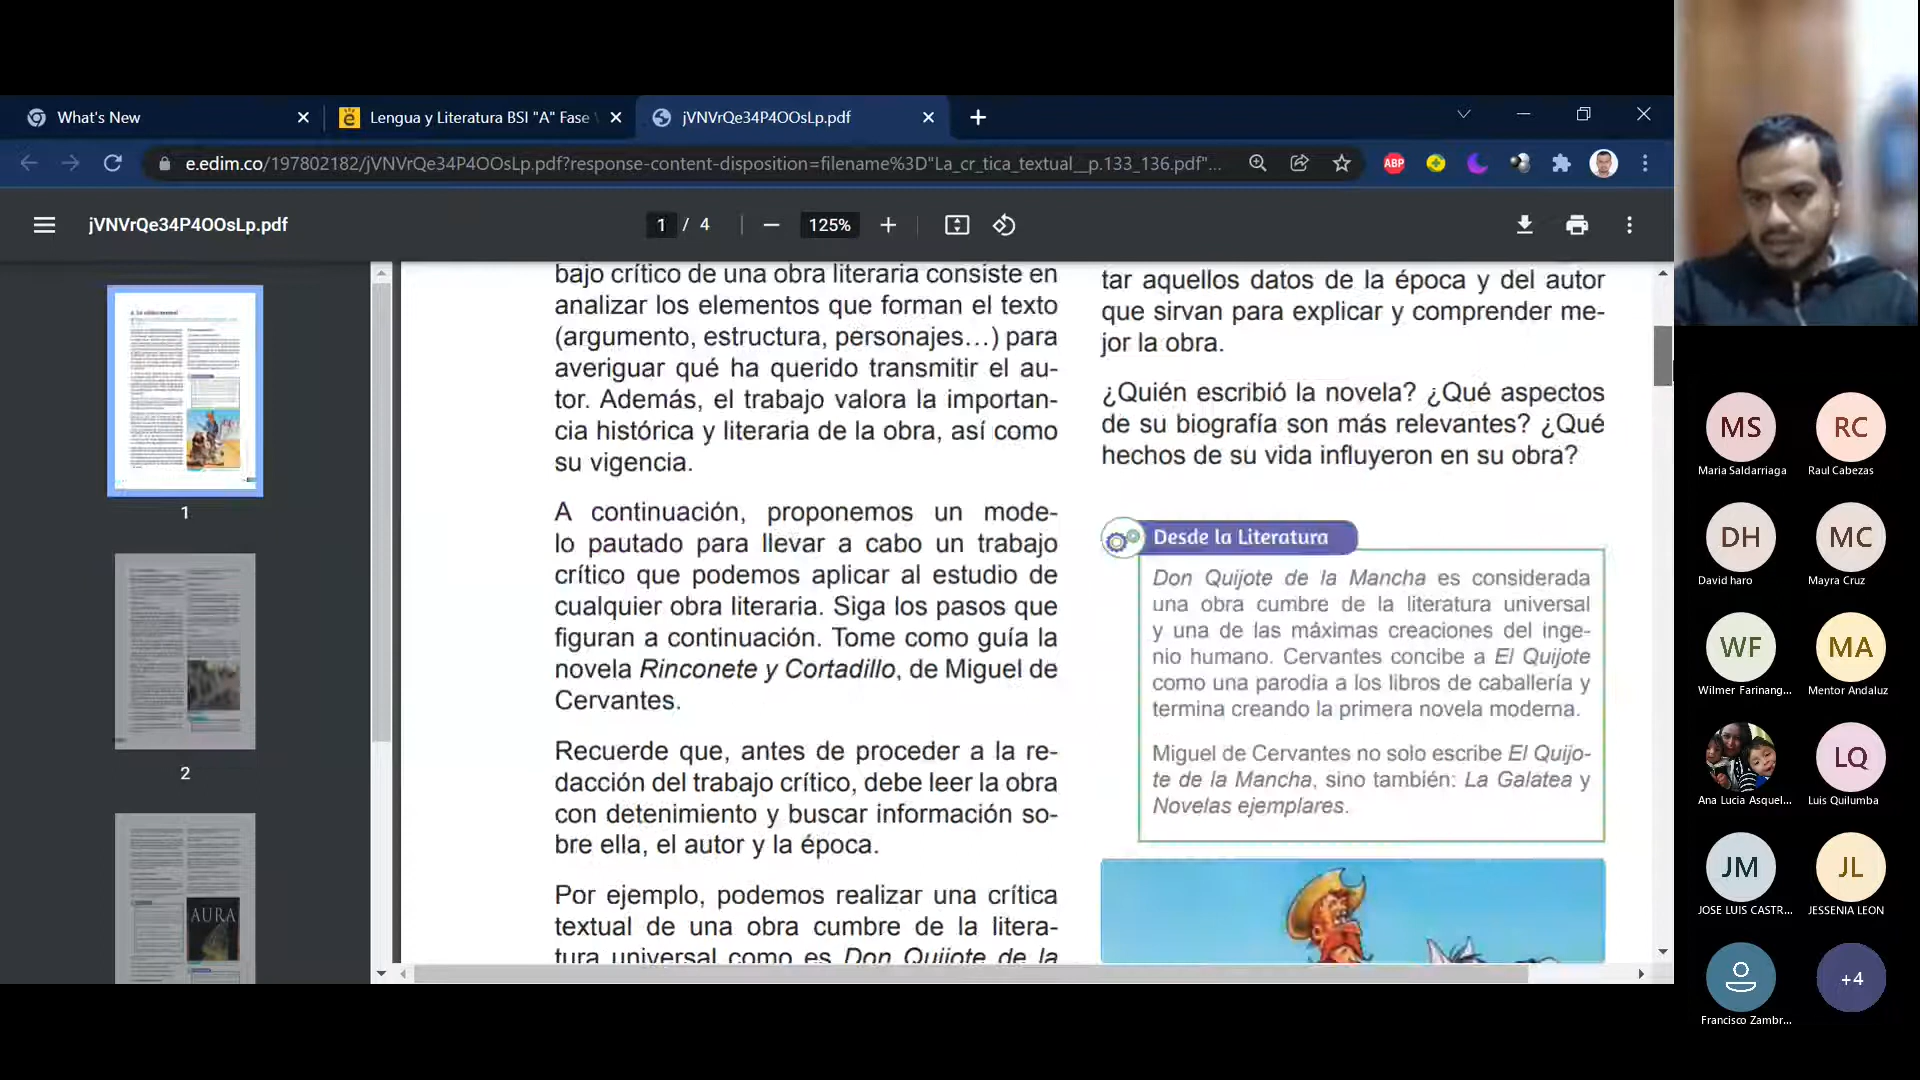 What's New
Lengua y Literatura BSI "A" Fase
jVNVrQe34P4OOsLp.pdf
e.edim.co/197802182/jVNVrQe34P4OOsLp.pdf?response-content-disposition=filename%3D"La_cr_tica_textual__p.133_136.pdf"...
ABP
jVNVrQe34P4OOsLp.pdf
1 / 4
125%
1
2
AURA
bajo crítico de una obra literaria consiste en
analizar los elementos que forman el texto
(argumento, estructura, personajes…) para
averiguar qué ha querido transmitir el au-
tor. Además, el trabajo valora la importan-
cia histórica y literaria de la obra, así como
su vigencia.
A continuación, proponemos un mode-
lo pautado para llevar a cabo un trabajo
crítico que podemos aplicar al estudio de
cualquier obra literaria. Siga los pasos que
figuran a continuación. Tome como guía la
novela Rinconete y Cortadillo, de Miguel de
Cervantes.
Recuerde que, antes de proceder a la re-
dacción del trabajo crítico, debe leer la obra
con detenimiento y buscar información so-
bre ella, el autor y la época.
Por ejemplo, podemos realizar una crítica
textual de una obra cumbre de la litera-
tura universal como es Don Quijote de la
tar aquellos datos de la época y del autor
que sirvan para explicar y comprender me-
jor la obra.
¿Quién escribió la novela? ¿Qué aspectos
de su biografía son más relevantes? ¿Qué
hechos de su vida influyeron en su obra?
Desde la Literatura
Don Quijote de la Mancha es considerada
una obra cumbre de la literatura universal
y una de las máximas creaciones del inge-
nio humano. Cervantes concibe a El Quijote
como una parodia a los libros de caballería y
termina creando la primera novela moderna.
Miguel de Cervantes no solo escribe El Quijo-
te de la Mancha, sino también: La Galatea y
Novelas ejemplares.
MS
Maria Saldarriaga
RC
Raul Cabezas
DH
David haro
MC
Mayra Cruz
WF
Wilmer Farinang...
MA
Mentor Andaluz
Ana Lucia Asquel...
LQ
Luis Quilumba
JM
JOSE LUIS CASTR...
JL
JESSENIA LEON
Francisco Zambr...
+4